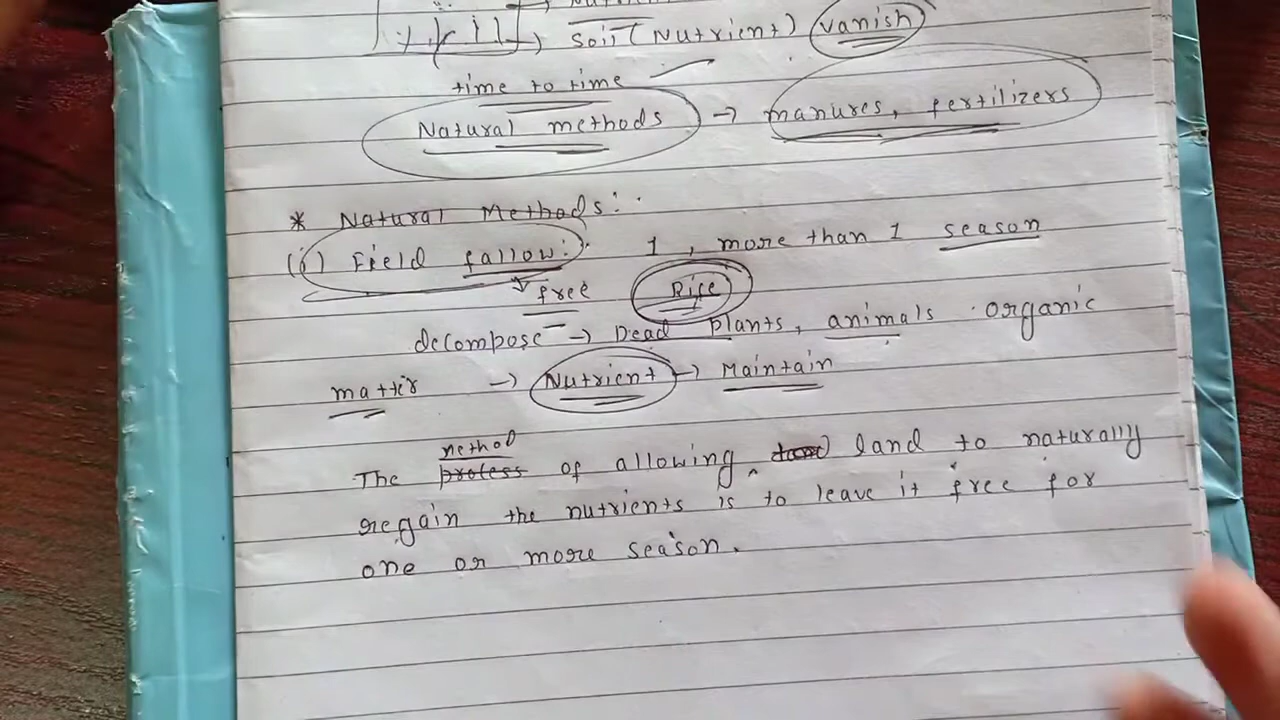 → Soil (Nutrient) vanish
time to time
Natural methods → manures, fertilizers
* Natural Methods:
(i) Field fallow: 1, more than 1 season
free Rice
decompose → Dead plants, animals organic
matter → Nutrient → Maintain
method
The process of allowing land to naturally
regain the nutrients is to leave it free for
one or more season.